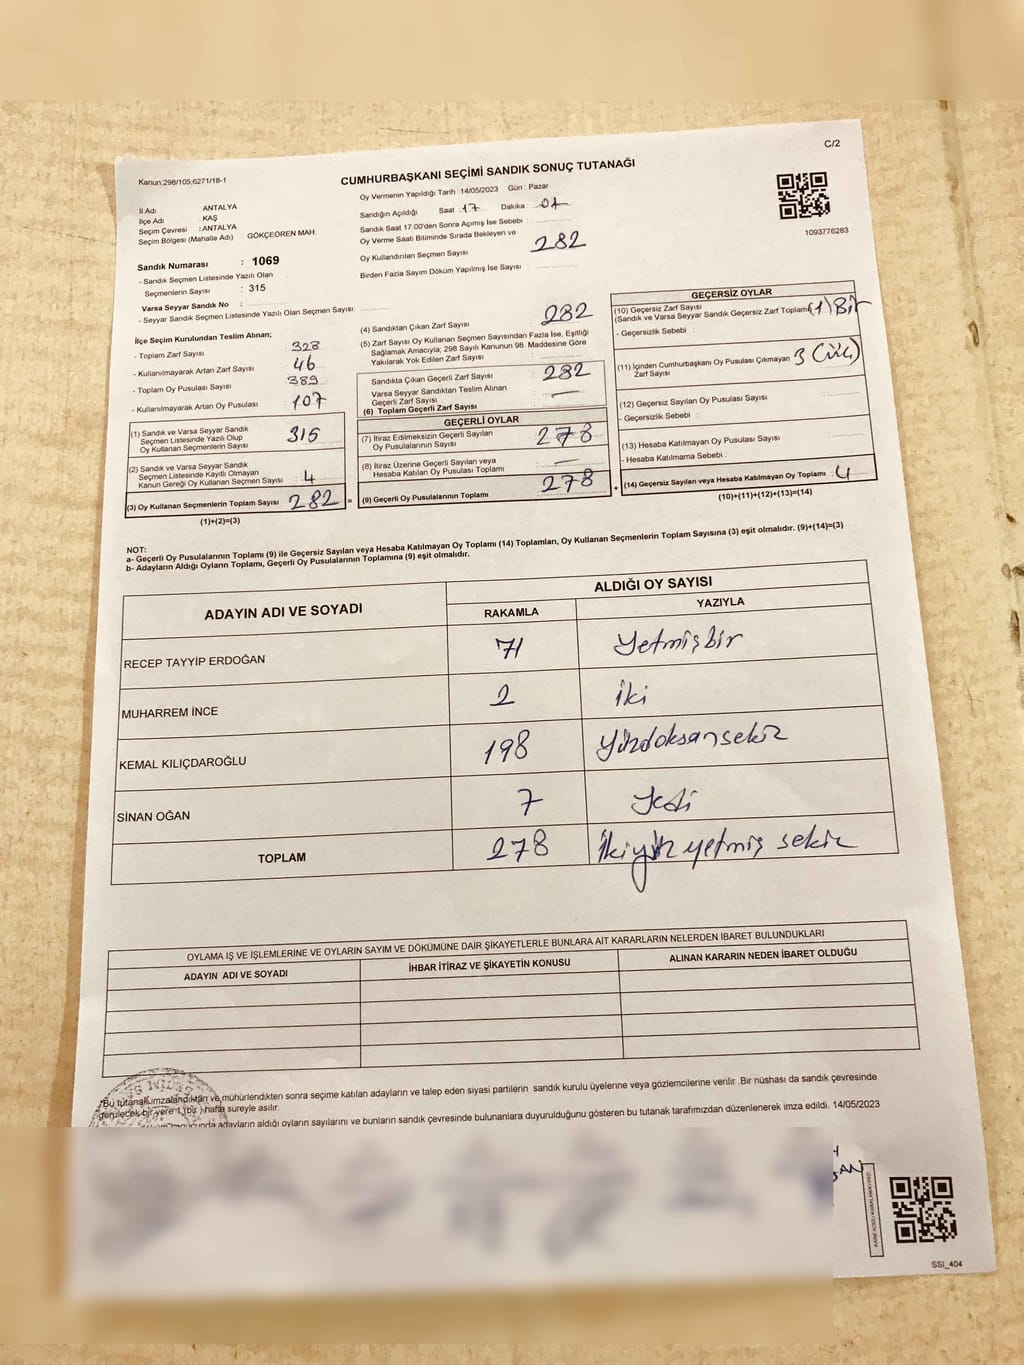 C/2
Kanun:298/105;6271/18-1
CUMHURBAŞKANI SEÇİMİ SANDIK SONUÇ TUTANAĞI
Oy Vermenin Yapıldığı Tarih :14/05/2023 Gün : Pazar
İl Adı ANTALYA
İlçe Adı KAŞ
Seçim Çevresi : ANTALYA
Seçim Bölgesi (Mahalle Adı) GÖKÇEÖREN MAH.
Sandık Numarası : 1069
- Sandık Seçmen Listesinde Yazılı Olan
Seçmenlerin Sayısı : 315
Varsa Seyyar Sandık No :
- Seyyar Sandık Seçmen Listesinde Yazılı Olan Seçmen Sayısı:
Sandığın Açıldığı Saat : 17 Dakika : 01
Sandık Saat 17.00'den Sonra Açımış İse Sebebi :
Oy Verme Saati Bitiminde Sırada Bekleyen ve
Oy Kullandırılan Seçmen Sayısı 282
Birden Fazla Sayım Döküm Yapılmış İse Sayısı :
1093776283
İlçe Seçim Kurulundan Teslim Alınan;
- Toplam Zarf Sayısı 328
- Kullanılmayarak Artan Zarf Sayısı 46
- Toplam Oy Pusulası Sayısı 389
- Kullanılmayarak Artan Oy Pusulası 107
(1) Sandık ve Varsa Seyyar Sandık
Seçmen Listesinde Yazılı Olup
Oy Kullanan Seçmenlerin Sayısı 315
(2) Sandık ve Varsa Seyyar Sandık
Seçmen Listesinde Kayıtlı Olmayan
Kanun Gereği Oy Kullanan Seçmen Sayısı : 4
(3) Oy Kullanan Seçmenlerin Toplam Sayısı 282 =
(1)+(2)=(3)
(4) Sandıktan Çıkan Zarf Sayısı 282
(5) Zarf Sayısı Oy Kullanan Seçmen Sayısından Fazla İse, Eşitliği
Sağlamak Amacıyla; 298 Sayılı Kanunun 98. Maddesine Göre
Yakılarak Yok Edilen Zarf Sayısı :
Sandıkta Çıkan Geçerli Zarf Sayısı 282
Varsa Seyyar Sandıktan Teslim Alınan
Geçerli Zarf Sayısı : —
(6) Toplam Geçerli Zarf Sayısı
GEÇERLİ OYLAR
(7) İtiraz Edilmeksizin Geçerli Sayılan
Oy Pusulalarının Sayısı : 278
(8) İtiraz Üzerine Geçerli Sayılan ve
Hesaba Katılan Oy Pusulası Toplamı : —
(9) Geçerli Oy Pusulalarının Toplamı 278 +
GEÇERSİZ OYLAR
(10) Geçersiz Zarf Sayısı
(Sandık ve Varsa Seyyar Sandık Geçersiz Zarf Toplamı) (1) Bir
- Geçersizlik Sebebi :
(11) İçinden Cumhurbaşkanı Oy Pusulası Çıkmayan 3 (üç)
Zarf Sayısı
(12) Geçersiz Sayılan Oy Pusulası Sayısı
- Geçersizlik Sebebi :
(13) Hesaba Katılmayan Oy Pusulası Sayısı :
- Hesaba Katılmama Sebebi :
(14) Geçersiz Sayılan veya Hesaba Katılmayan Oy Toplamı : 4
(10)+(11)+(12)+(13)=(14)
NOT:
a- Geçerli Oy Pusulalarının Toplamı (9) ile Geçersiz Sayılan veya Hesaba Katılmayan Oy Toplamı (14) Toplamları, Oy Kullanan Seçmenlerin Toplam Sayısına (3) eşit olmalıdır. (9)+(14)=(3)
b- Adayların Aldığı Oyların Toplamı, Geçerli Oy Pusulalarının Toplamına (9) eşit olmalıdır.
ADAYIN ADI VE SOYADI ALDIĞI OY SAYISI
RAKAMLA YAZIYLA
RECEP TAYYİP ERDOĞAN 71 Yetmişbir
MUHARREM İNCE 2 iki
KEMAL KILIÇDAROĞLU 198 Yüzdoksansekiz
SİNAN OĞAN 7 Yedi
TOPLAM 278 İkiyüz yetmiş sekiz
OYLAMA İŞ VE İŞLEMLERİNE VE OYLARIN SAYIM VE DÖKÜMÜNE DAİR ŞİKAYETLERLE BUNLARA AİT KARARLARIN NELERDEN İBARET BULUNDUKLARI
ADAYIN ADI VE SOYADI İHBAR İTİRAZ VE ŞİKAYETİN KONUSU ALINAN KARARIN NEDEN İBARET OLDUĞU
"Bu tutanak imzalandıktan ve mühürlendikten sonra seçime katılan adayların ve talep eden siyasi partilerin sandık kurulu üyelerine veya gözlemcilerine verilir .Bir nüshası da sandık çevresinde
görülecek bir yere 1 (bir ) hafta süreyle asılır.
adayların aldığı oyların sayılarını ve bunların sandık çevresinde bulunanlara duyurulduğunu gösteren bu tutanak tarafımızdan düzenlenerek imza edildi. 14/05/2023
SSİ_404